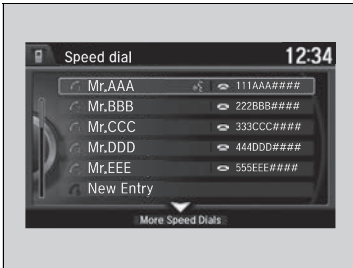 Speed dial 12:34
Mr.AAA 111AAA####
Mr.BBB 222BBB####
Mr.CCC 333CCC####
Mr.DDD 444DDD####
Mr.EEE 555EEE####
New Entry
More Speed Dials